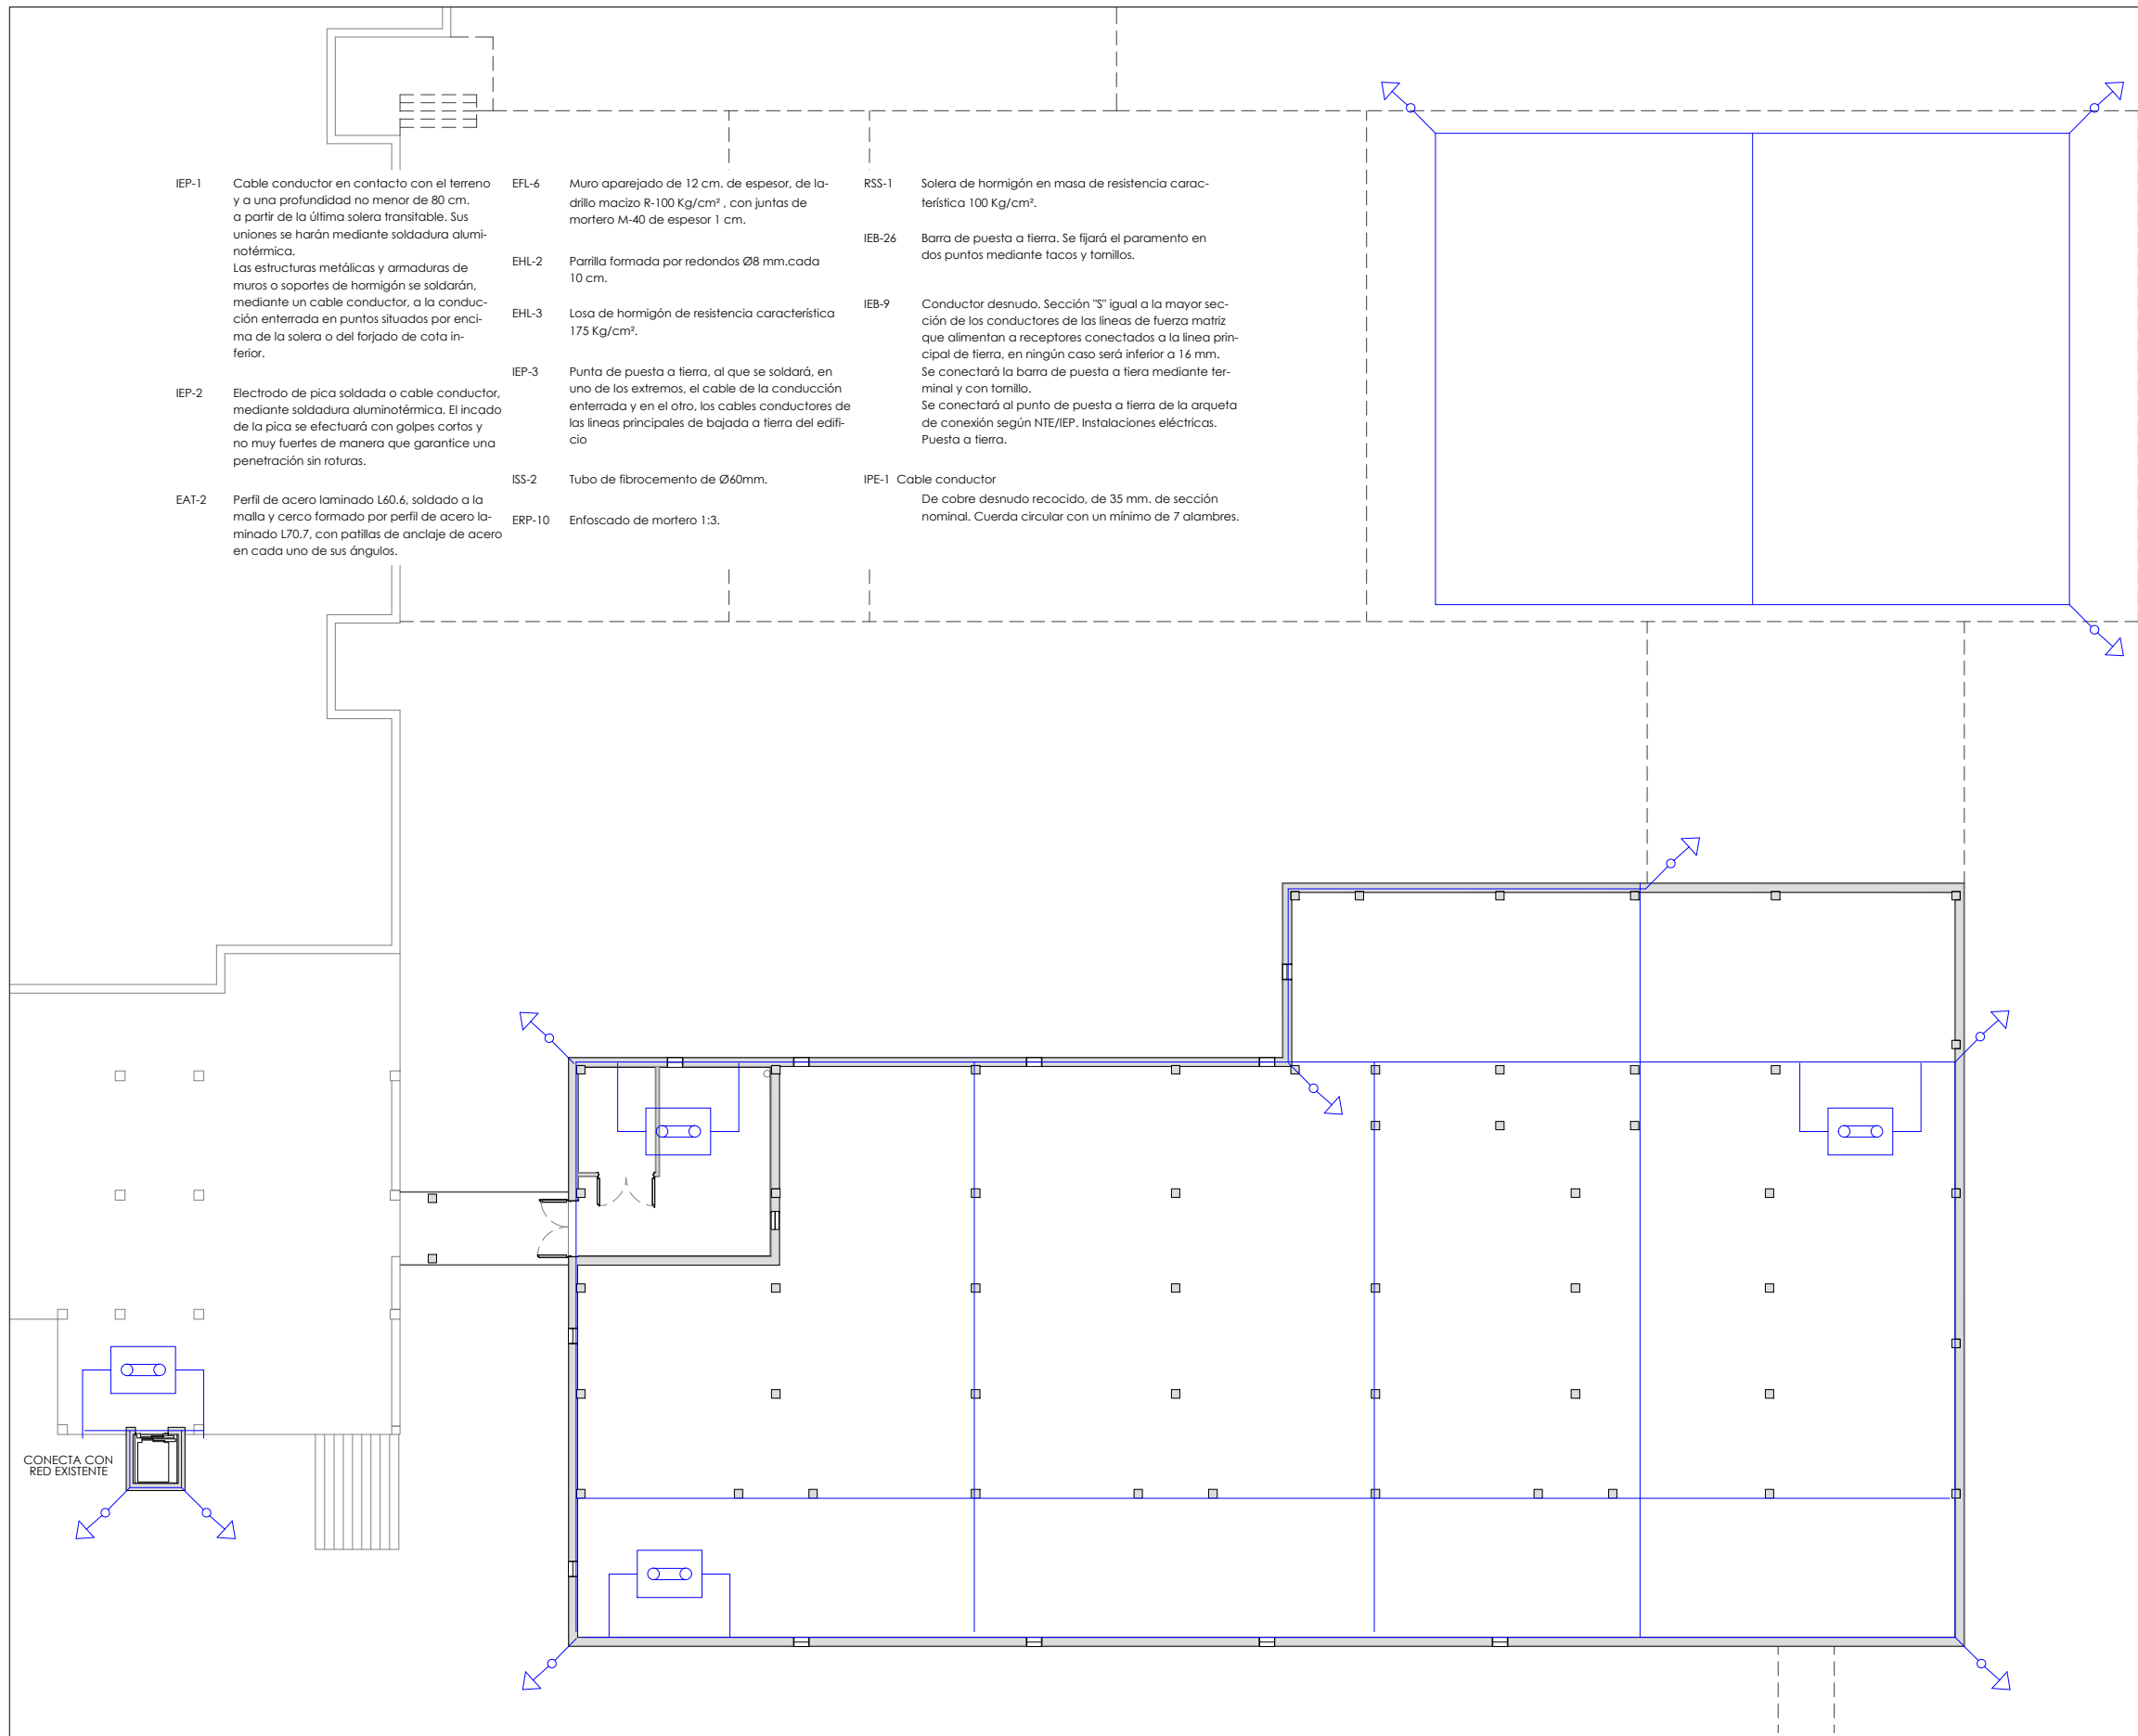 IEP-1 Cable conductor en contacto con el terreno
y a una profundidad no menor de 80 cm.
a partir de la última solera transitable. Sus
uniones se harán mediante soldadura alumi-
notérmica.
Las estructuras metálicas y armaduras de
muros o soportes de hormigón se soldarán,
mediante un cable conductor, a la conduc-
ción enterrada en puntos situados por enci-
ma de la solera o del forjado de cota in-
ferior.
IEP-2 Electrodo de pica soldada o cable conductor,
mediante soldadura aluminotérmica. El incado
de la pica se efectuará con golpes cortos y
no muy fuertes de manera que garantice una
penetración sin roturas.
EAT-2 Perfil de acero laminado L60.6, soldado a la
malla y cerco formado por perfil de acero la-
minado L70.7, con patillas de anclaje de acero
en cada uno de sus ángulos.
EFL-6 Muro aparejado de 12 cm. de espesor, de la-
drillo macizo R-100 Kg/cm² , con juntas de
mortero M-40 de espesor 1 cm.
EHL-2 Parrilla formada por redondos Ø8 mm.cada
10 cm.
EHL-3 Losa de hormigón de resistencia característica
175 Kg/cm².
IEP-3 Punta de puesta a tierra, al que se soldará, en
uno de los extremos, el cable de la conducción
enterrada y en el otro, los cables conductores de
las lineas principales de bajada a tierra del edifi-
cio
ISS-2 Tubo de fibrocemento de Ø60mm.
ERP-10 Enfoscado de mortero 1:3.
RSS-1 Solera de hormigón en masa de resistencia carac-
terística 100 Kg/cm².
IEB-26 Barra de puesta a tierra. Se fijará el paramento en
dos puntos mediante tacos y tornillos.
IEB-9 Conductor desnudo. Sección "S" igual a la mayor sec-
ción de los conductores de las lineas de fuerza matriz
que alimentan a receptores conectados a la linea prin-
cipal de tierra, en ningún caso será inferior a 16 mm.
Se conectará la barra de puesta a tiera mediante ter-
minal y con tornillo.
Se conectará al punto de puesta a tierra de la arqueta
de conexión según NTE/IEP. Instalaciones eléctricas.
Puesta a tierra.
IPE-1 Cable conductor
De cobre desnudo recocido, de 35 mm. de sección
nominal. Cuerda circular con un mínimo de 7 alambres.
CONECTA CON
RED EXISTENTE